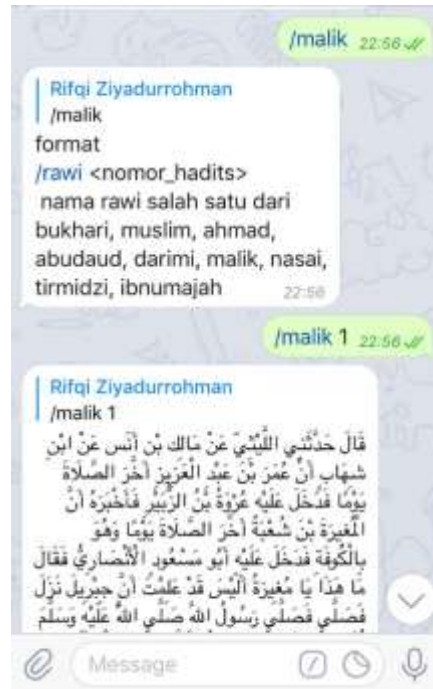 /malik 22:56
Rifqi Ziyadurrohman
/malik
format
/rawi <nomor_hadits>
nama rawi salah satu dari
bukhari, muslim, ahmad,
abudaud, darimi, malik, nasai,
tirmidzi, ibnumajah 22:56
/malik 1 22:56
Rifqi Ziyadurrohman
/malik 1
قَالَ حَدَّثَنِي اللَّيْثِيّ عَنْ مَالِك بْن أَنَس عَنْ ابْنِ
شِهَابٍ أَنَّ عُمَرَ بْنَ عَبْدِ الْعَزِيزِ أَخَّرَ الصَّلَاةَ
يَوْمًا فَدَخَلَ عَلَيْهِ عُرْوَةُ بْنُ الزُّبَيْرِ فَأَخْبَرَهُ أَنَّ
الْمُغِيرَةَ بْنَ شُعْبَةَ أَخَّرَ الصَّلَاةَ يَوْمًا وَهُوَ
بِالْكُوفَةِ فَدَخَلَ عَلَيْهِ أَبُو مَسْعُودٍ الْأَنْصَارِيُّ فَقَالَ
مَا هَذَا يَا مُغِيرَةُ أَلَيْسَ قَدْ عَلِمْتَ أَنَّ جِبْرِيلَ نَزَلَ
فَصَلَّى فَصَلَّى رَسُولُ اللَّهِ صَلَّى اللَّهُ عَلَيْهِ وَسَلَّمَ
Message